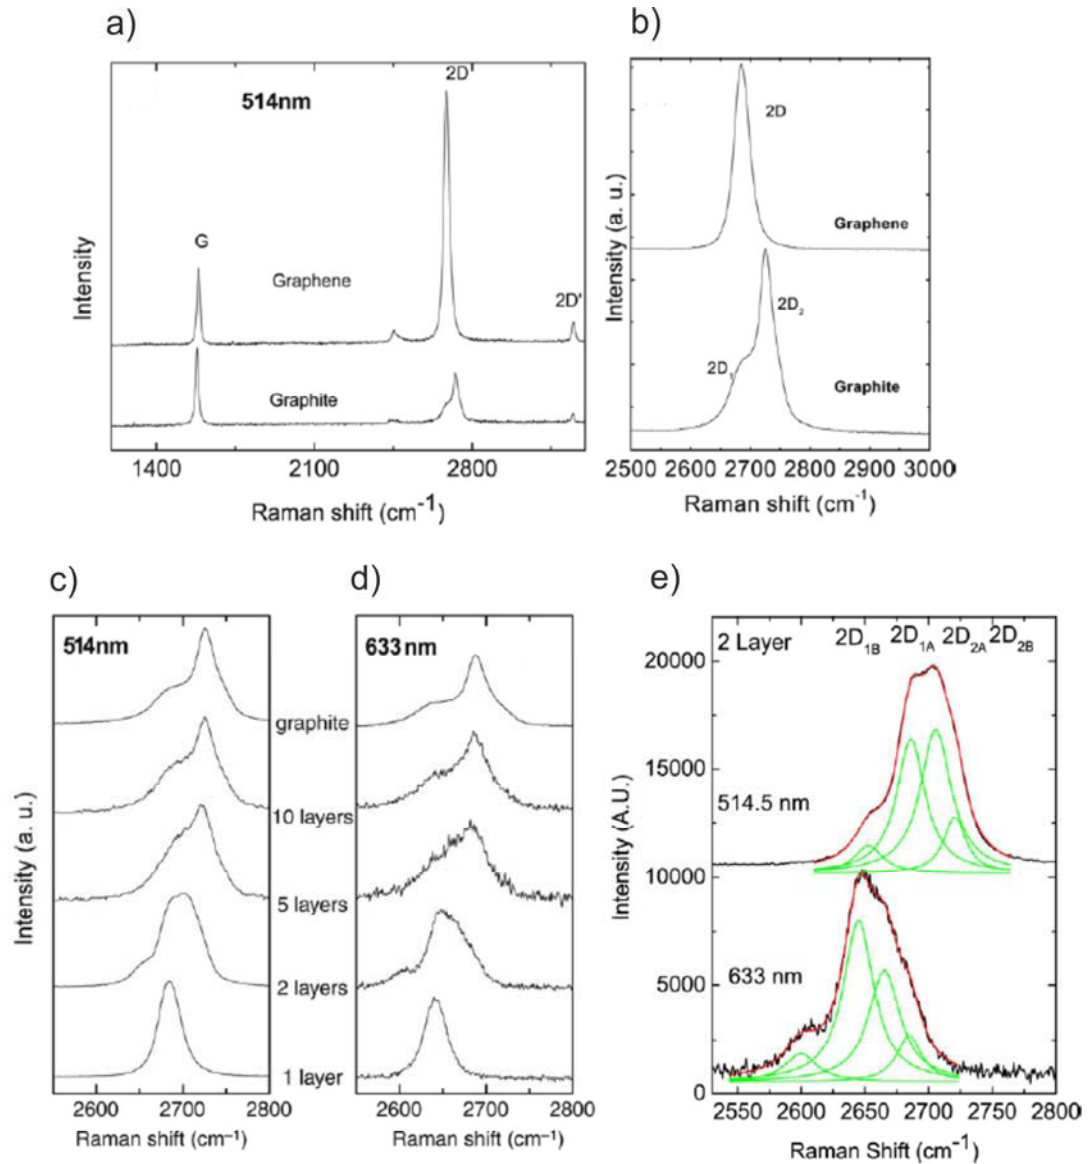 a)
514nm
2D
G
Graphene
2D'
Graphite
Intensity
1400 2100 2800
Raman shift (cm⁻¹)
b)
2D
Graphene
2D₂
2D₁
Graphite
Intensity (a. u.)
2500 2600 2700 2800 2900 3000
Raman shift (cm⁻¹)
c)
514nm
Intensity (a. u.)
2600 2700 2800
Raman shift (cm⁻¹)
graphite
10 layers
5 layers
2 layers
1 layer
d)
633 nm
2600 2700 2800
Raman shift (cm⁻¹)
e)
2 Layer
2D₁B 2D₁A 2D₂A 2D₂B
20000
15000
514.5 nm
10000
633 nm
5000
0
Intensity (A.U.)
2550 2600 2650 2700 2750 2800
Raman Shift (cm⁻¹)